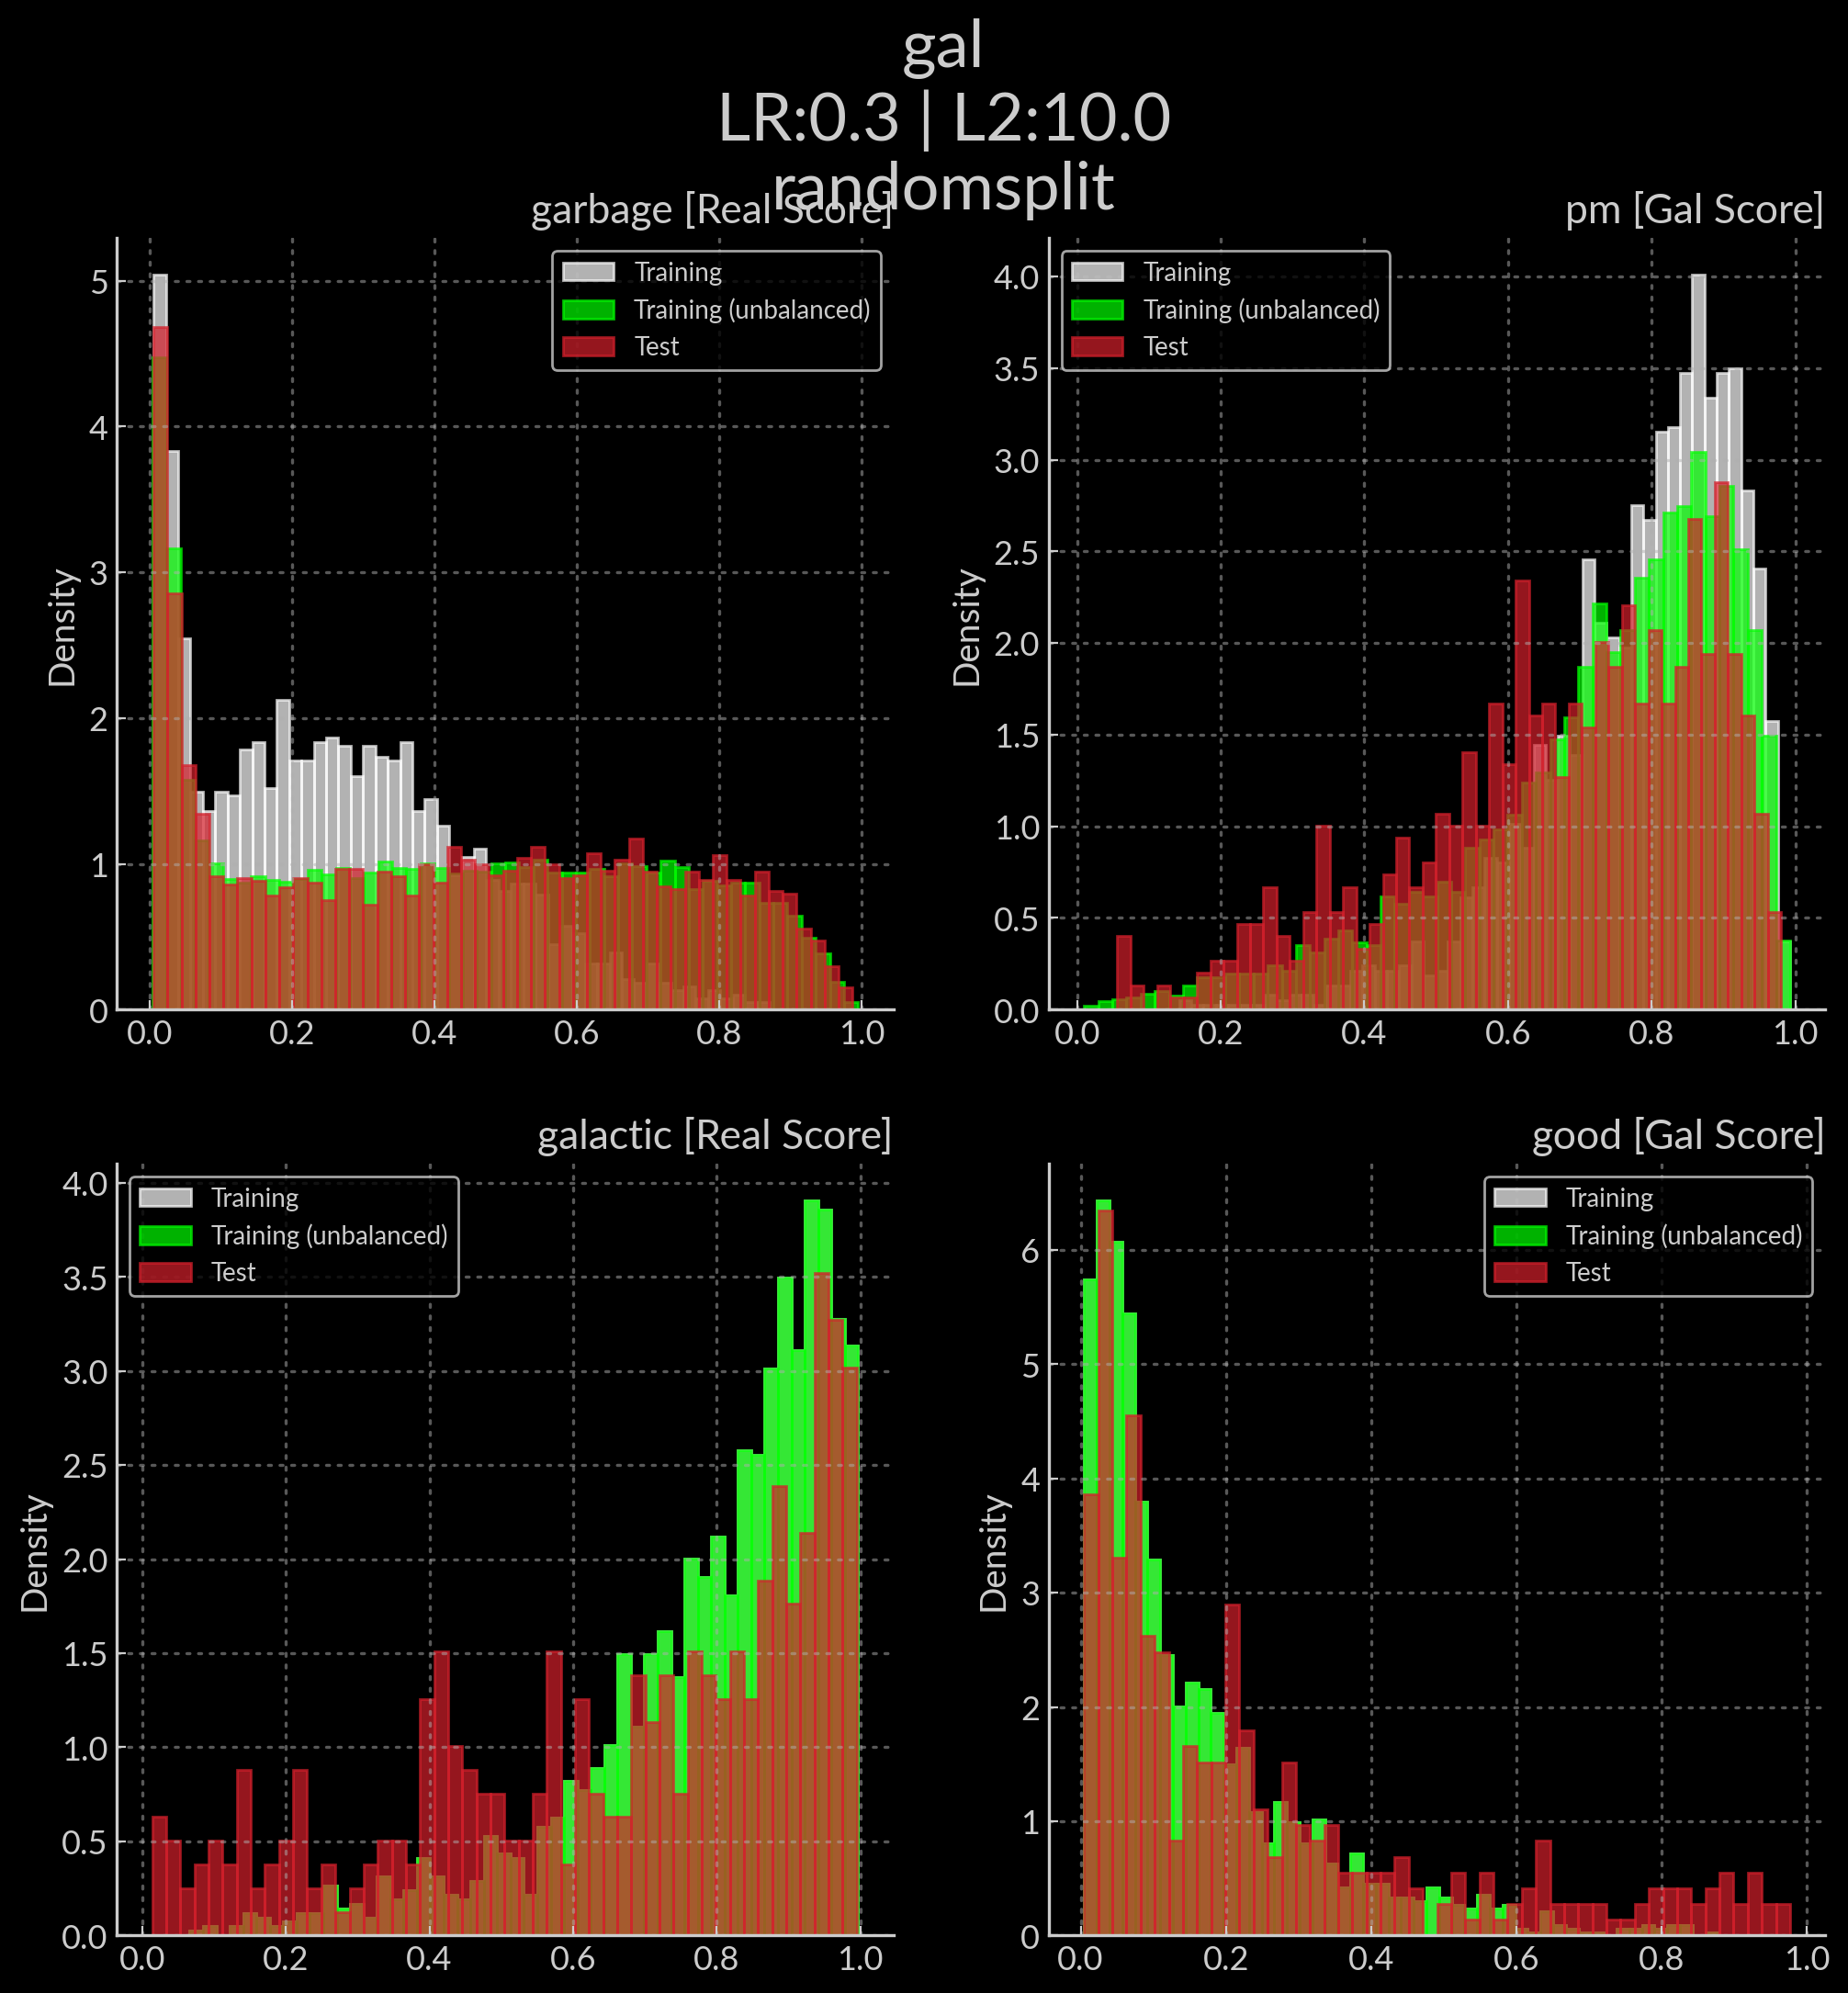 gal
LR:0.3 | L2:10.0
randomsplit
garbage [Real Score]
Training
Training (unbalanced)
Test
Density
5
4
3
2
1
0
0.0 0.2 0.4 0.6 0.8 1.0
pm [Gal Score]
Training
Training (unbalanced)
Test
Density
4.0
3.5
3.0
2.5
2.0
1.5
1.0
0.5
0.0
0.0 0.2 0.4 0.6 0.8 1.0
galactic [Real Score]
Training
Training (unbalanced)
Test
Density
4.0
3.5
3.0
2.5
2.0
1.5
1.0
0.5
0.0
0.0 0.2 0.4 0.6 0.8 1.0
good [Gal Score]
Training
Training (unbalanced)
Test
Density
6
5
4
3
2
1
0
0.0 0.2 0.4 0.6 0.8 1.0